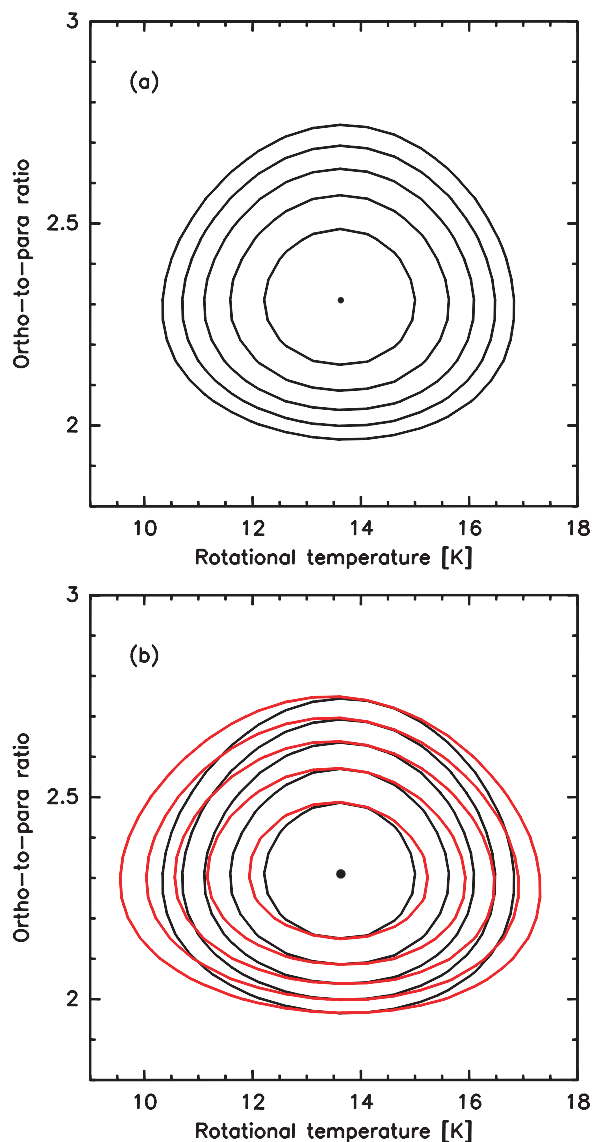 3
(a)
2.5
Ortho-to-para ratio
2
10 12 14 16 18
Rotational temperature [K]
3
(b)
2.5
Ortho-to-para ratio
2
10 12 14 16 18
Rotational temperature [K]